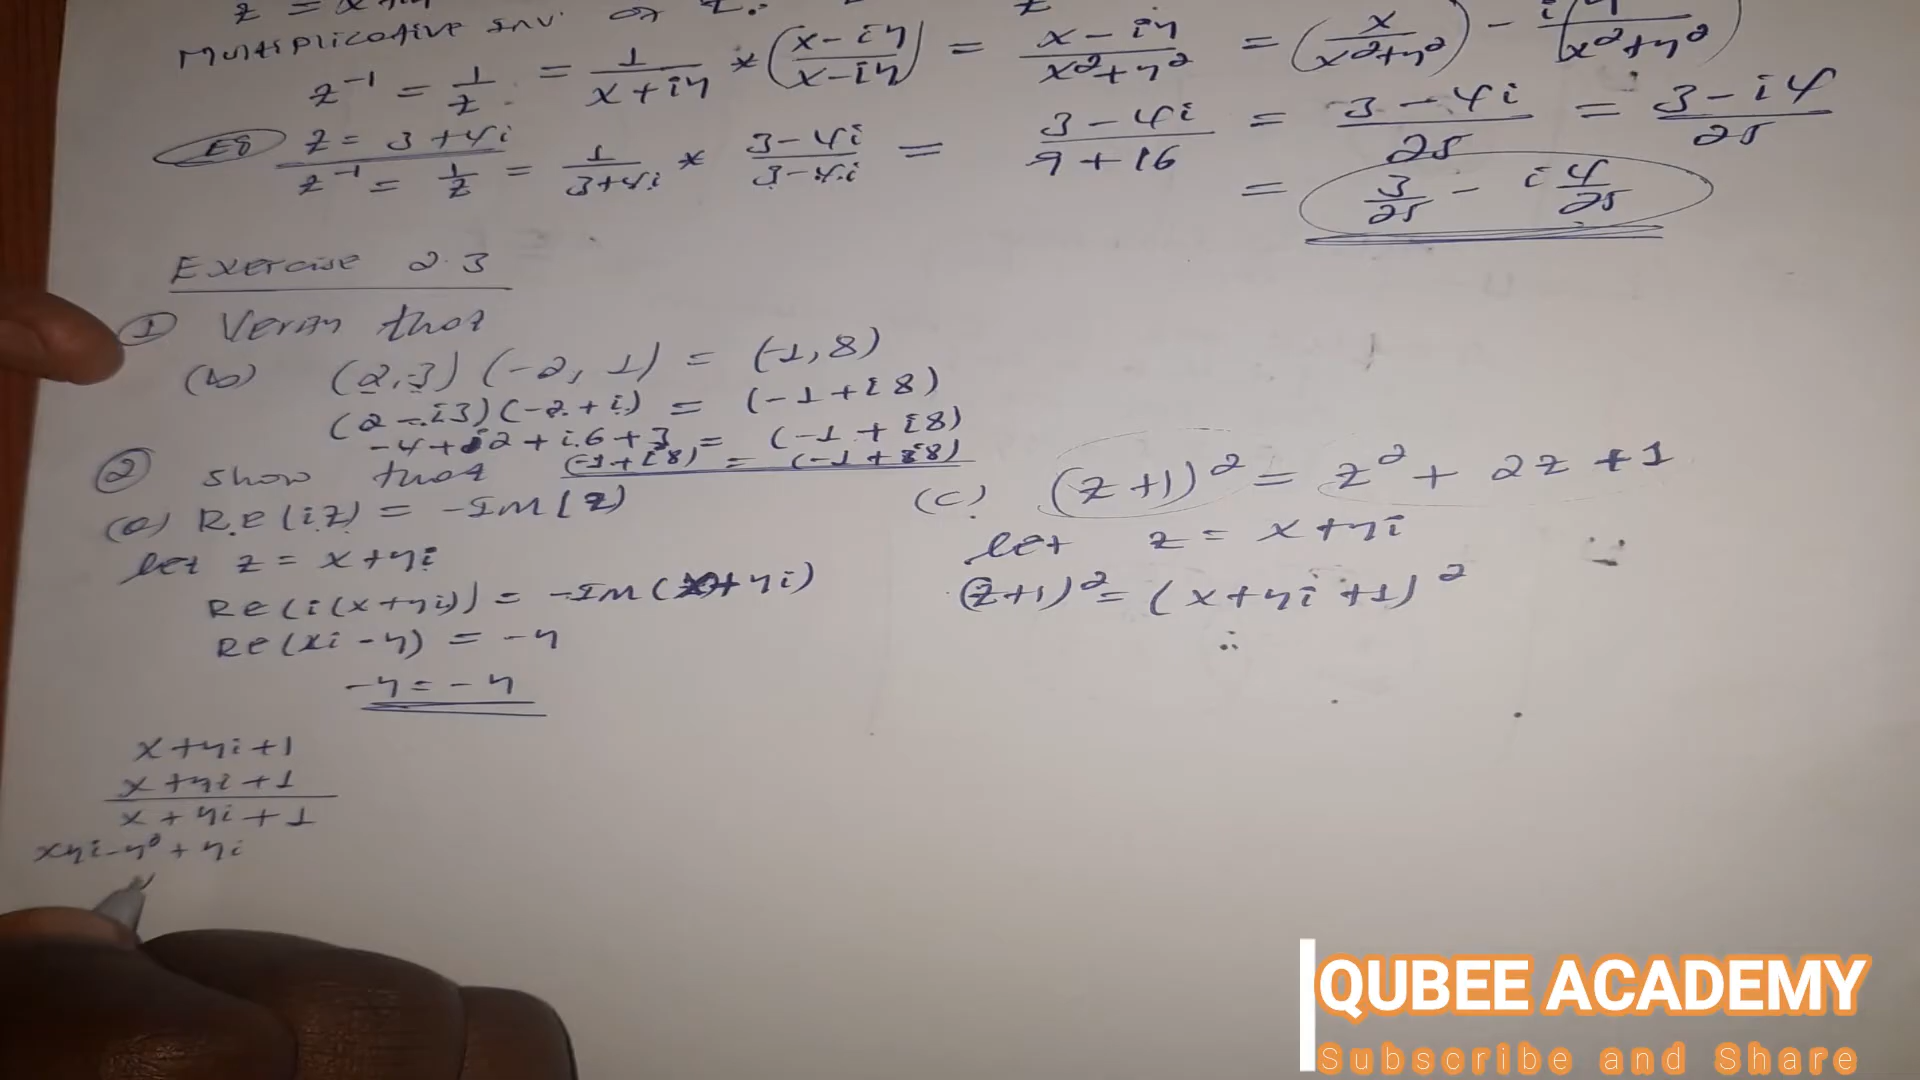 z = x
Multiplicative inv. of z.
z⁻¹ = 1/z = 1/(x+iy) * ((x-iy)/(x-iy)) = (x-iy)/(x²+y²) = (x/(x²+y²)) - i(y/(x²+y²))
Eg z = 3+4i
z⁻¹ = 1/z = 1/(3+4i) * (3-4i)/(3-4i) = (3-4i)/(9+16) = (3-4i)/25 = (3-i4)/25
= 3/25 - i 4/25
Exercise 2.3
① Verify that
(b) (2,-3) (-2, 1) = (-1, 8)
(2-i3)(-2+i) = (-1+i8)
-4+i2+i6+3 = (-1+i8)
(-1+i8) = (-1+i8)
② show that
(a) Re(iz) = -Im(z)
let z = x+yi
Re(i(x+yi)) = -Im(x+yi)
Re(xi-y) = -y
-y = -y
(c) (z+1)² = z² + 2z + 1
let z = x+yi
(z+1)² = (x+yi+1)²
x+yi+1
x+yi+1
x+yi+1
xyi-y²+yi
QUBEE ACADEMY
Subscribe and Share